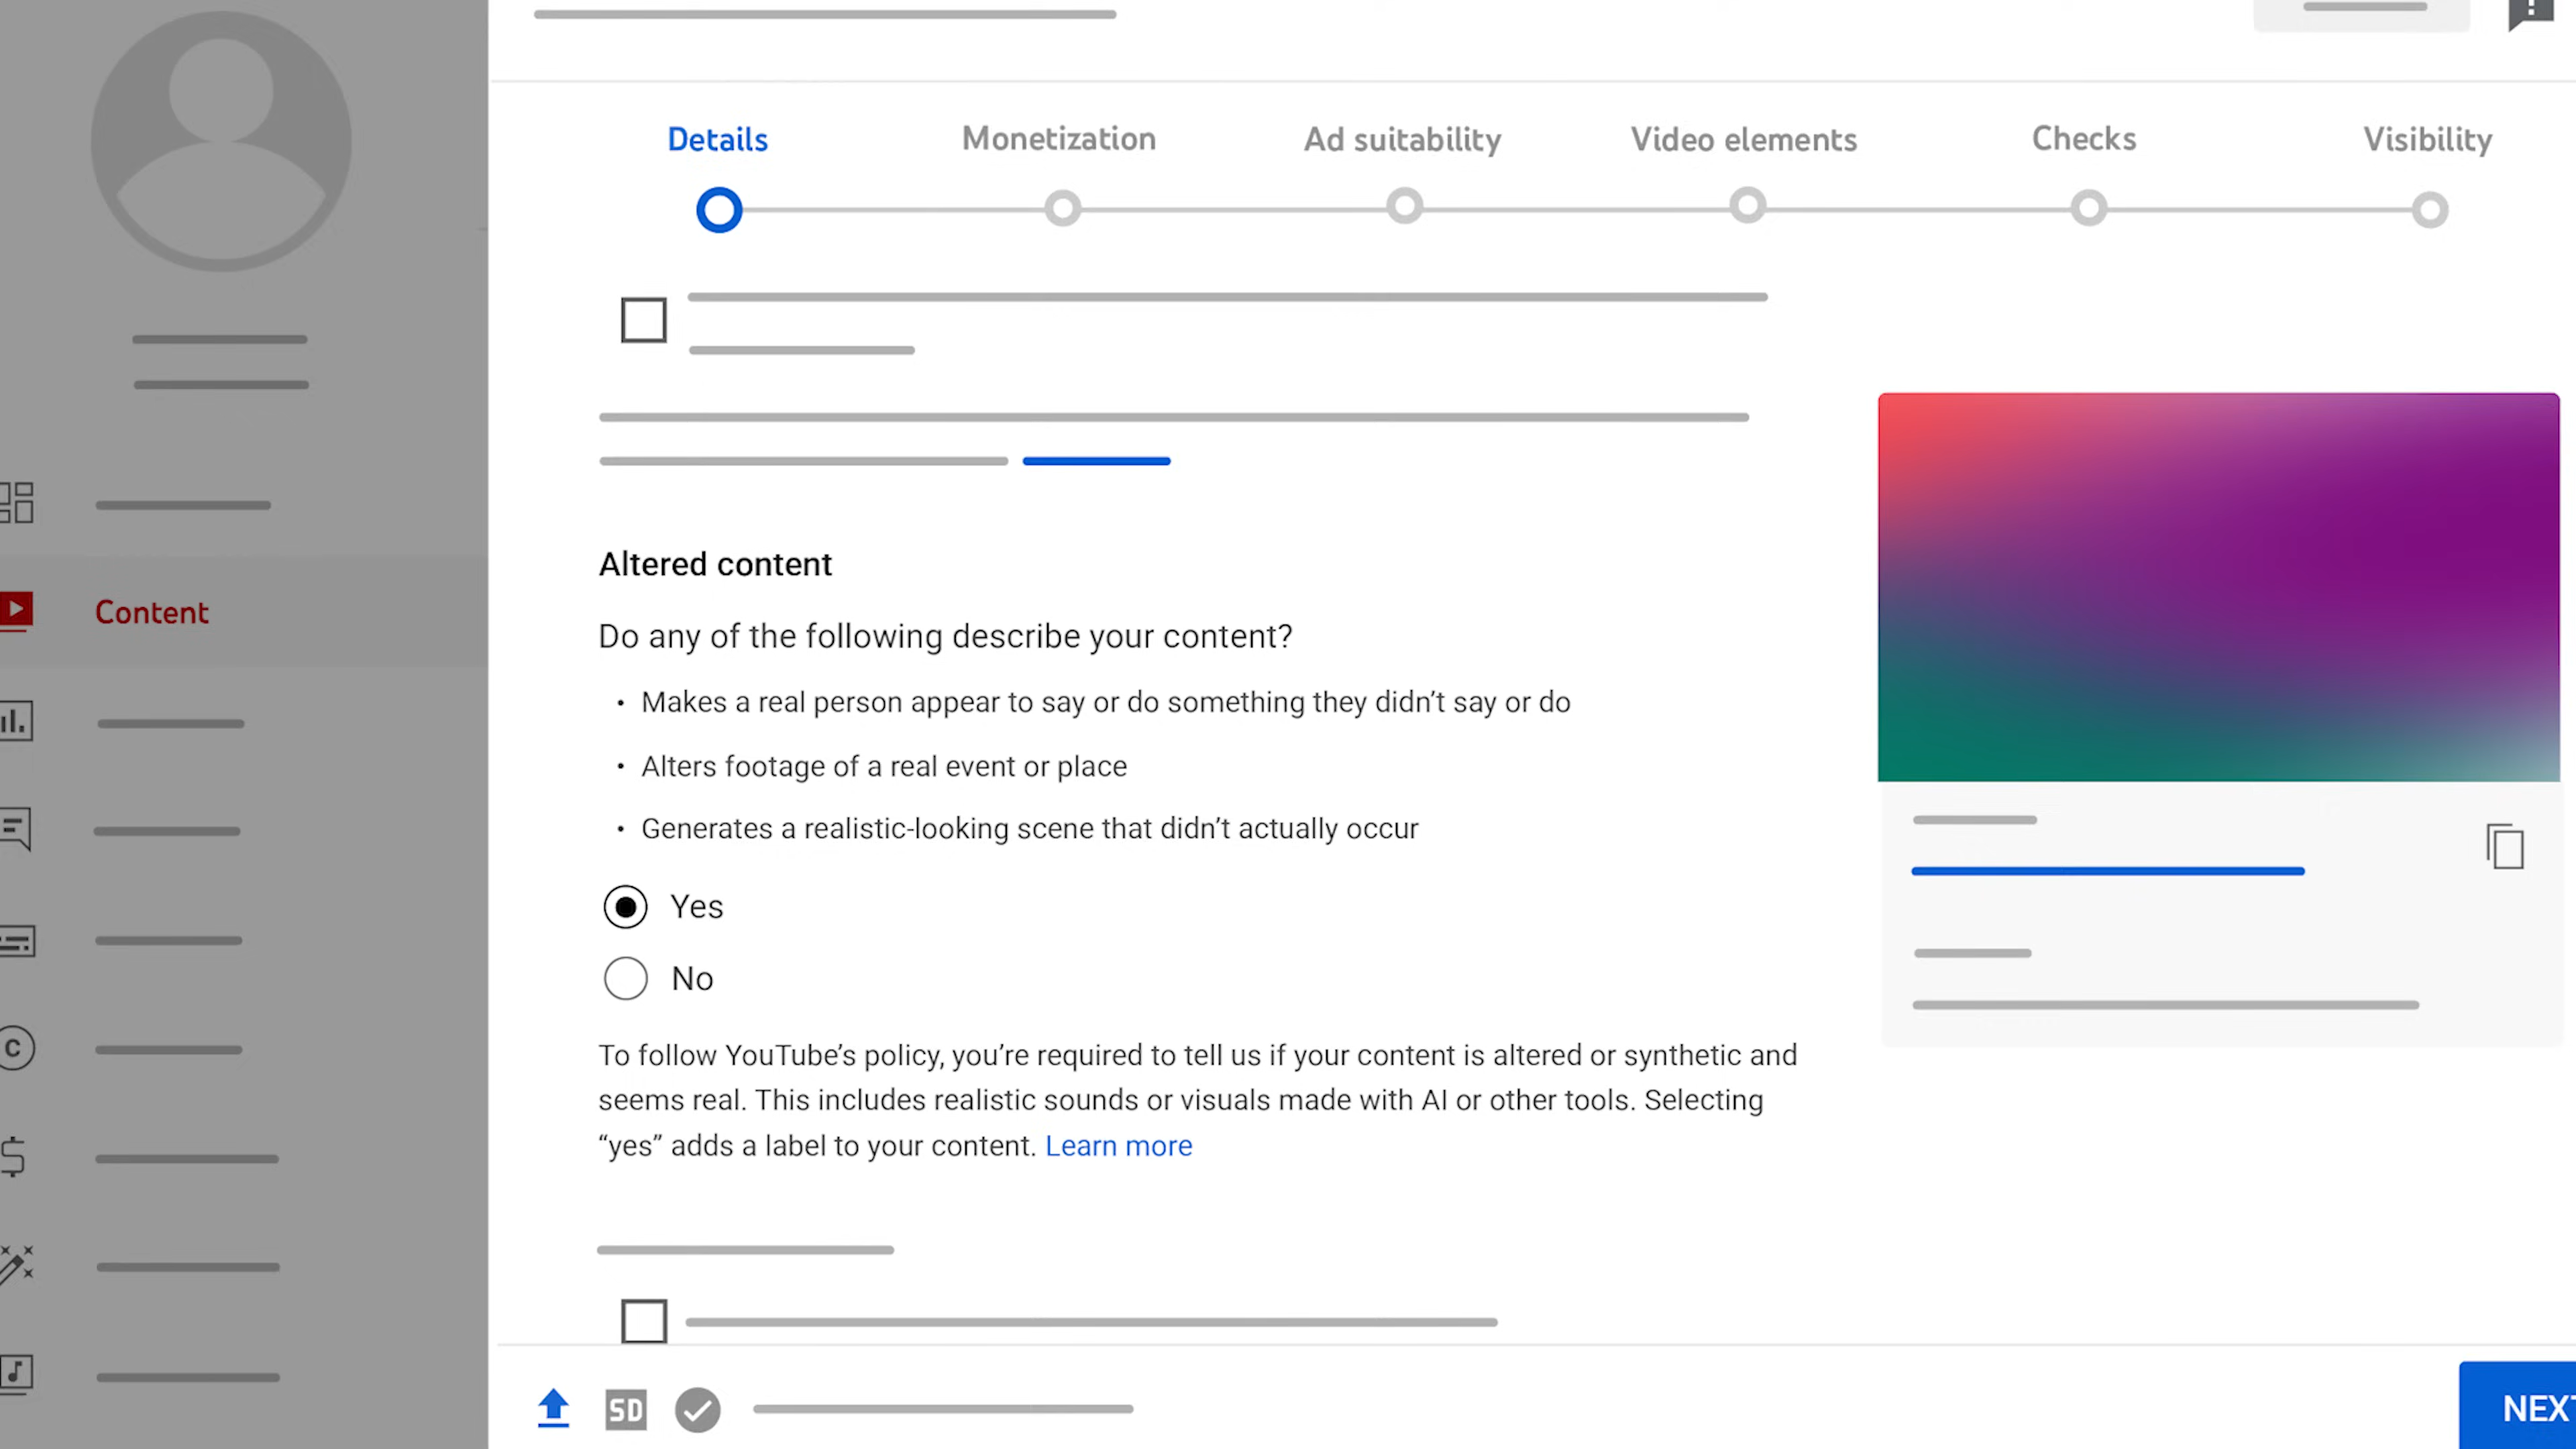 Details
Monetization
Ad suitability
Video elements
Checks
Visibility
Content
Altered content
Do any of the following describe your content?
• Makes a real person appear to say or do something they didn’t say or do
• Alters footage of a real event or place
• Generates a realistic-looking scene that didn’t actually occur
Yes
No
To follow YouTube’s policy, you’re required to tell us if your content is altered or synthetic and
seems real. This includes realistic sounds or visuals made with AI or other tools. Selecting
“yes” adds a label to your content. Learn more
SD
NEXT